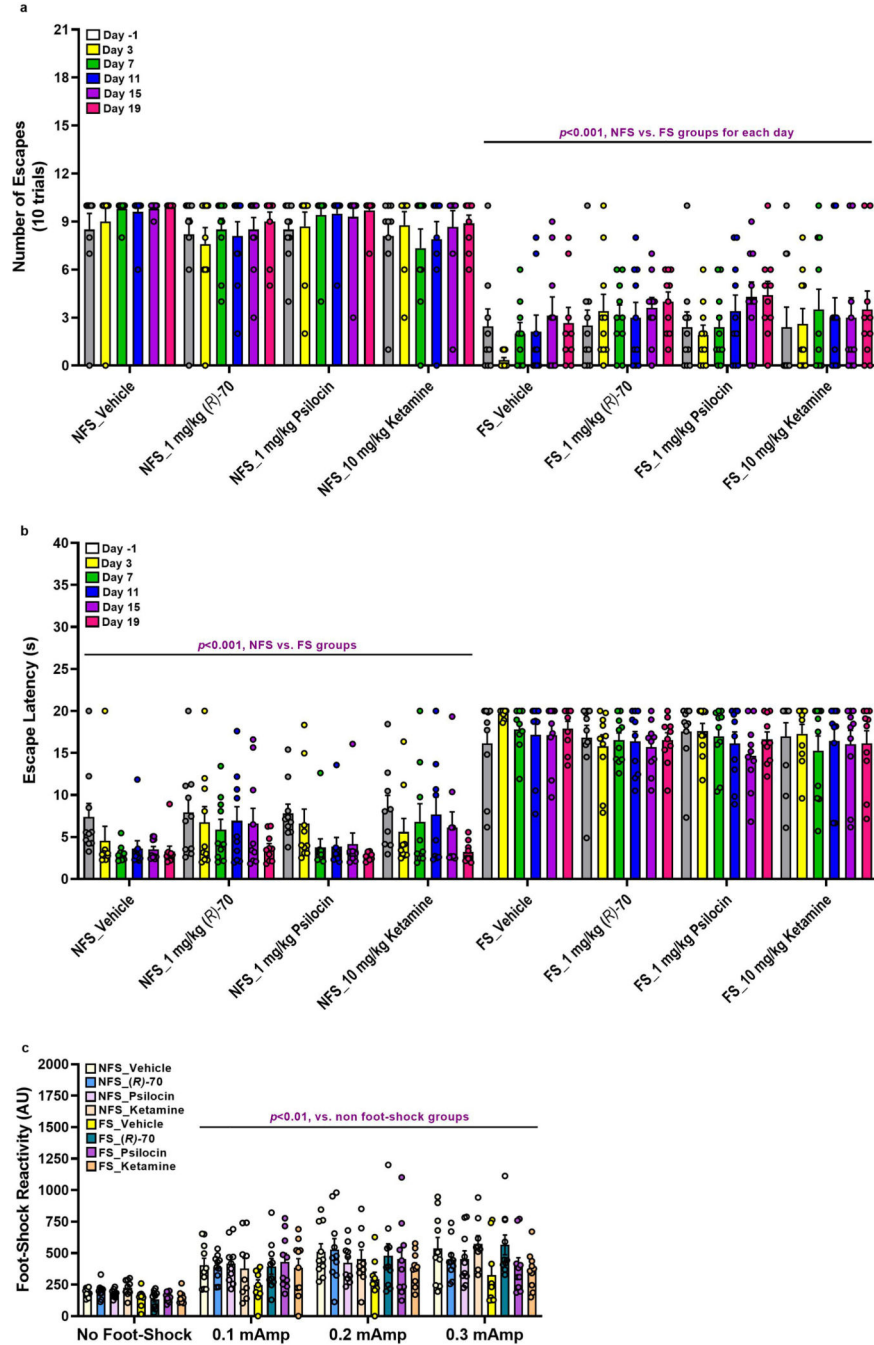 a
21
18
15
12
9
6
3
0
Number of Escapes
(10 trials)
Day -1
Day 3
Day 7
Day 11
Day 15
Day 19
p<0.001, NFS vs. FS groups for each day
NFS_Vehicle
NFS_1 mg/kg (R)-70
NFS_1 mg/kg Psilocin
NFS_10 mg/kg Ketamine
FS_Vehicle
FS_1 mg/kg (R)-70
FS_1 mg/kg Psilocin
FS_10 mg/kg Ketamine
b
40
35
30
25
20
15
10
5
0
Escape Latency (s)
Day -1
Day 3
Day 7
Day 11
Day 15
Day 19
p<0.001, NFS vs. FS groups
NFS_Vehicle
NFS_1 mg/kg (R)-70
NFS_1 mg/kg Psilocin
NFS_10 mg/kg Ketamine
FS_Vehicle
FS_1 mg/kg (R)-70
FS_1 mg/kg Psilocin
FS_10 mg/kg Ketamine
c
2000
1750
1500
1250
1000
750
500
250
0
Foot-Shock Reactivity (AU)
NFS_Vehicle
NFS_(R)-70
NFS_Psilocin
NFS_Ketamine
FS_Vehicle
FS_(R)-70
FS_Psilocin
FS_Ketamine
p<0.01, vs. non foot-shock groups
No Foot-Shock
0.1 mAmp
0.2 mAmp
0.3 mAmp